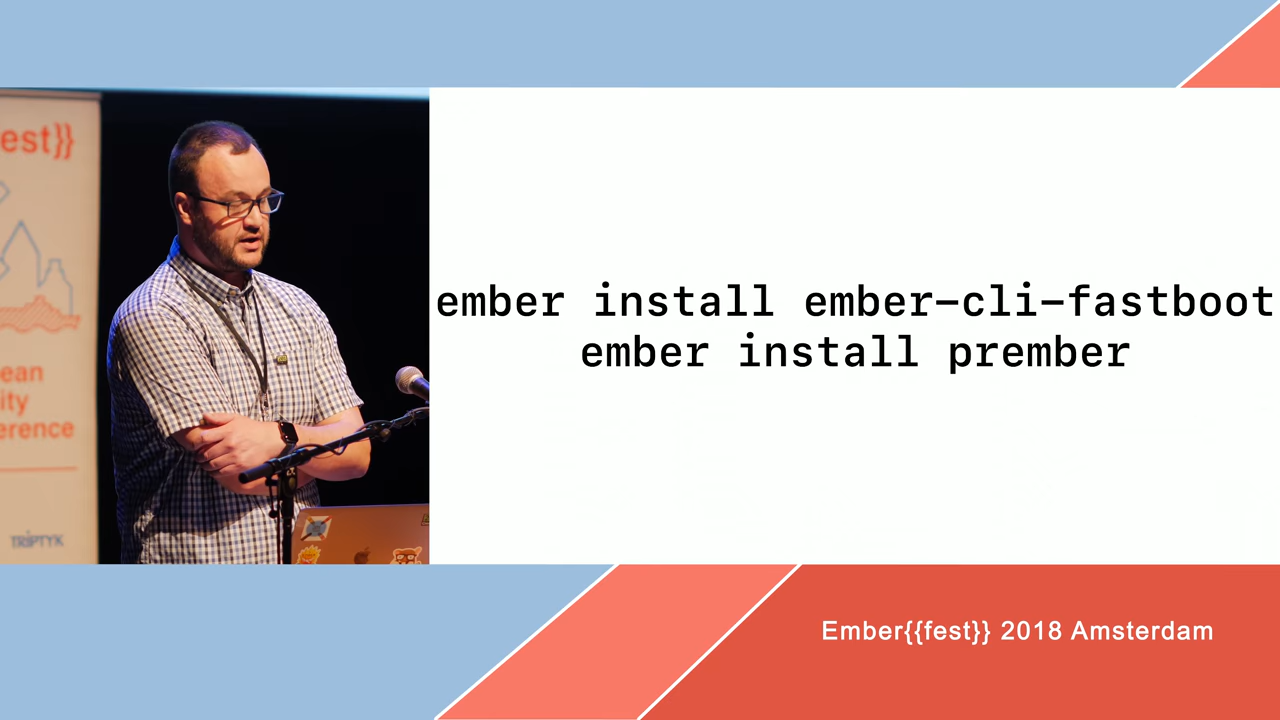 est}}
ean
ity
erence
TRIPTYK
ember install ember-cli-fastboot
ember install prember
Ember{{fest}} 2018 Amsterdam